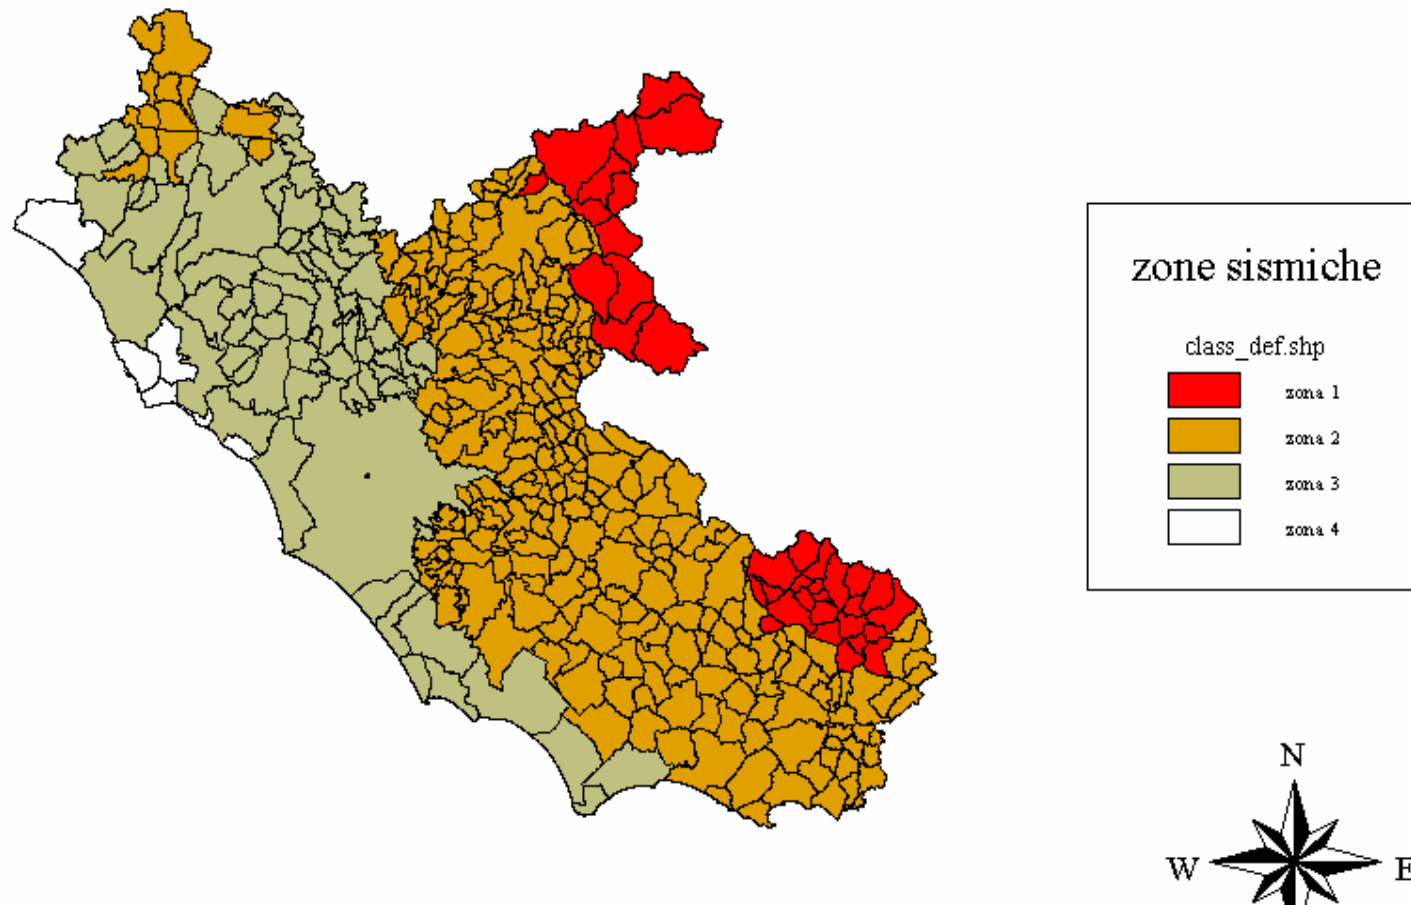 zone sismiche
class_def.shp
zona 1
zona 2
zona 3
zona 4
N
W E